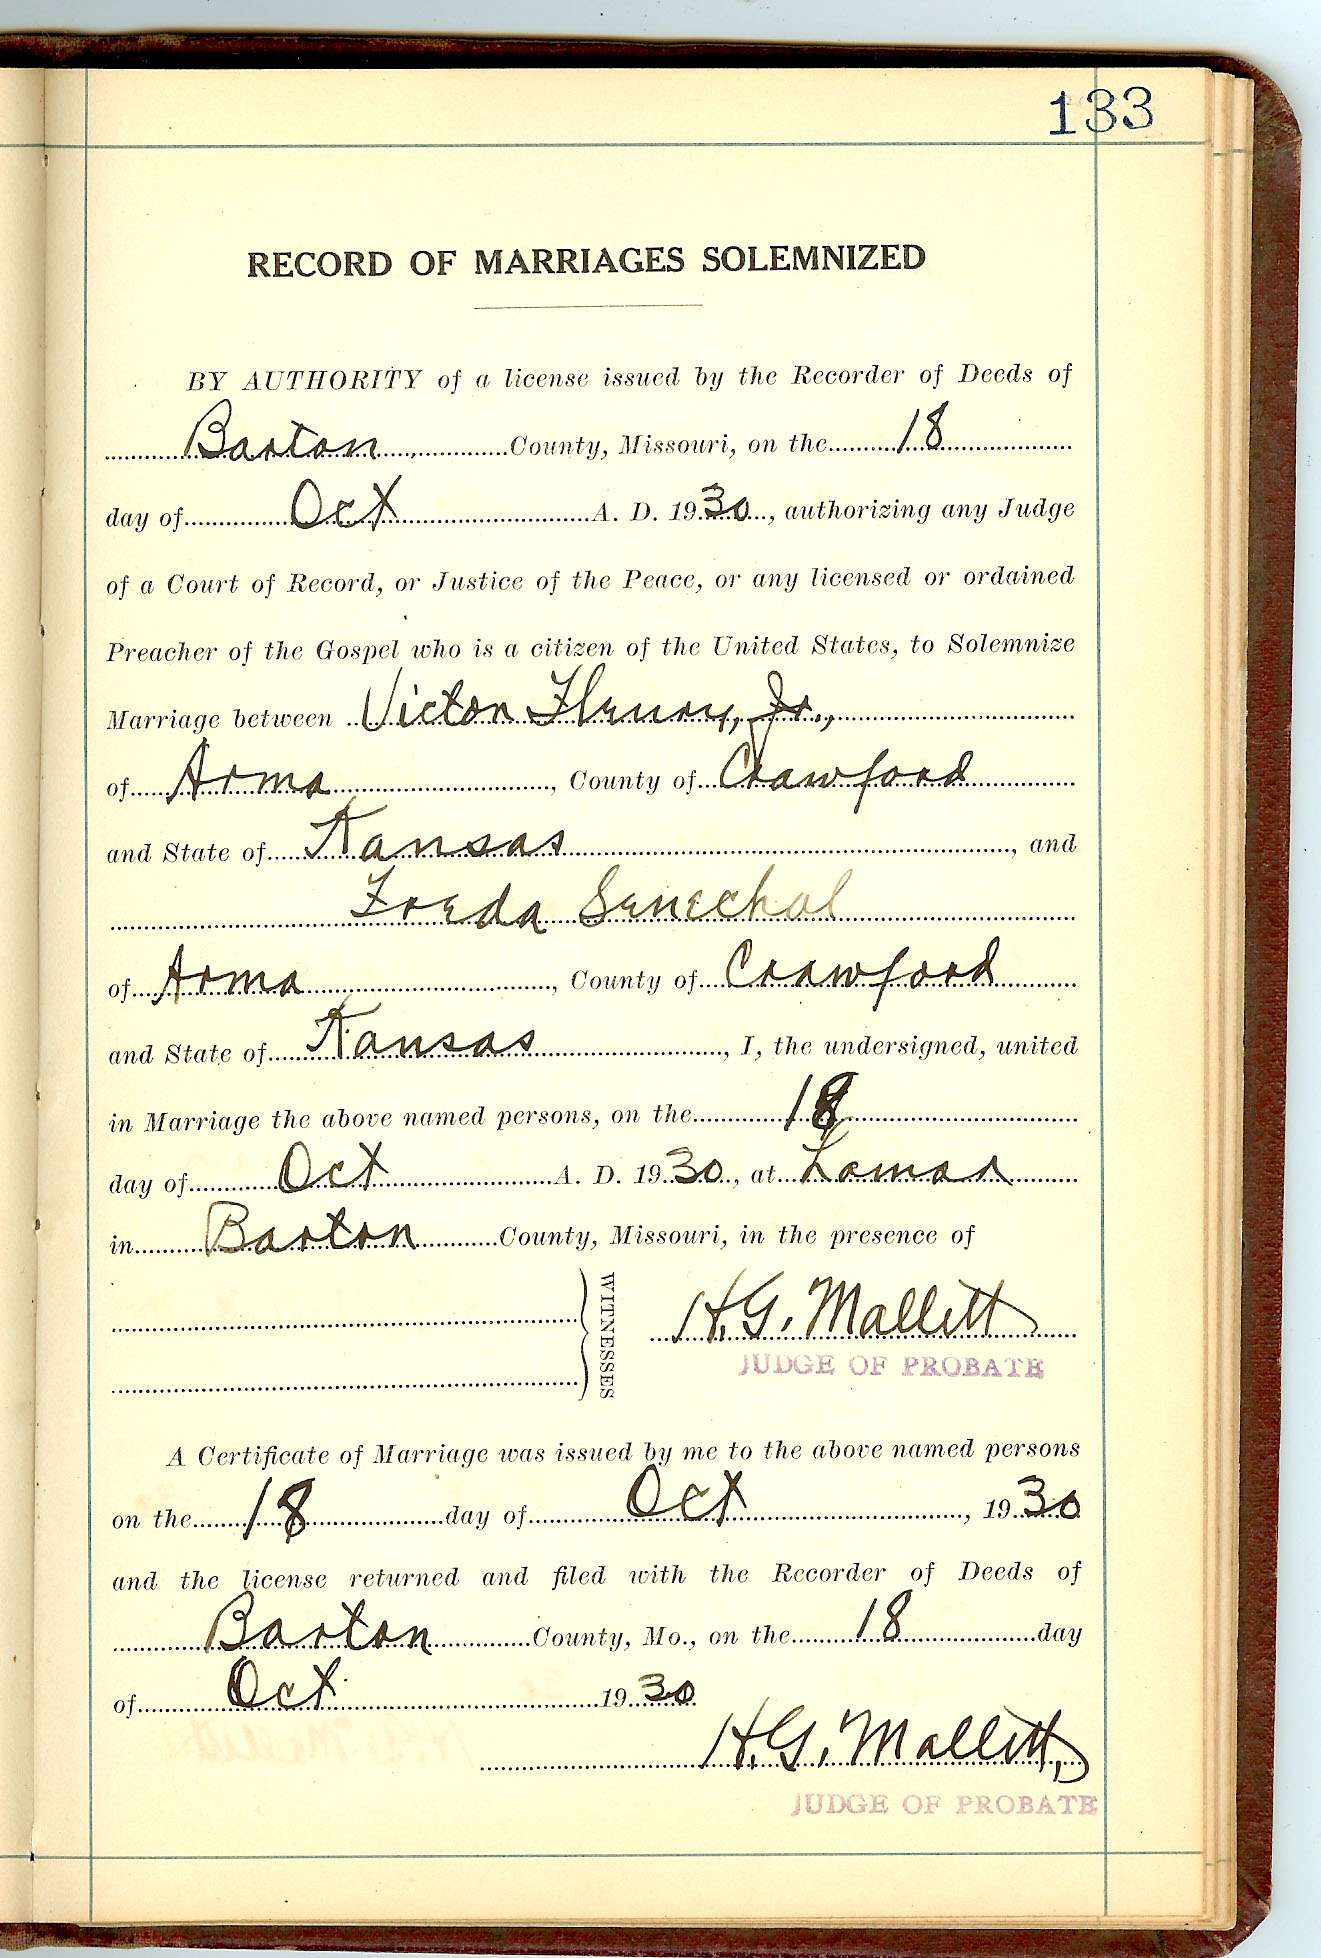 133
RECORD OF MARRIAGES SOLEMNIZED
BY AUTHORITY of a license issued by the Recorder of Deeds of
Barton County, Missouri, on the 18
day of Oct A. D. 1930, authorizing any Judge
of a Court of Record, or Justice of the Peace, or any licensed or ordained
Preacher of the Gospel who is a citizen of the United States, to Solemnize
Marriage between Victor Fleury, Jr.,
of Arma, County of Crawford
and State of Kansas, and
Freda Senechal
of Arma, County of Crawford
and State of Kansas, I, the undersigned, united
in Marriage the above named persons, on the 18
day of Oct A. D. 1930, at Lamar
in Barton County, Missouri, in the presence of
WITNESSES
H. G. Mallett
JUDGE OF PROBATE
A Certificate of Marriage was issued by me to the above named persons
on the 18 day of Oct, 1930
and the license returned and filed with the Recorder of Deeds of
Barton County, Mo., on the 18 day
of Oct. 1930
H. G. Mallett,
JUDGE OF PROBATE